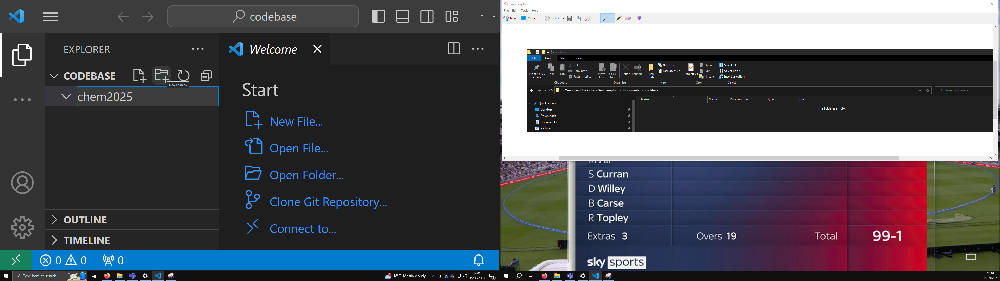 codebase
EXPLORER
Welcome
CODEBASE
New Folder...
chem2025
Start
New File...
Open File...
Open Folder...
Clone Git Repository...
Connect to...
OUTLINE
TIMELINE
0 0 0
Type here to search
18°C Mostly cloudy
14:01
15/09/2023
1
Snipping Tool
File Edit Tools Help
New Mode Delay
codebase
File Home Share View
Pin to Quick access
Copy
Paste
Cut
Copy path
Paste shortcut
Clipboard
Move to
Copy to
Delete
Rename
Organise
New folder
New item
Easy access
New
Properties
Open
Edit
History
Open
Select all
Select none
Invert selection
Select
OneDrive - University of Southampton > Documents > codebase
Search codebase
Name Status Date modified Type Size
Quick access
Desktop
Downloads
Documents
Pictures
This folder is empty.
S Curran
D Willey
B Carse
R Topley
Extras 3 Overs 19 Total 99-1
sky sports
14:01
15/09/2023